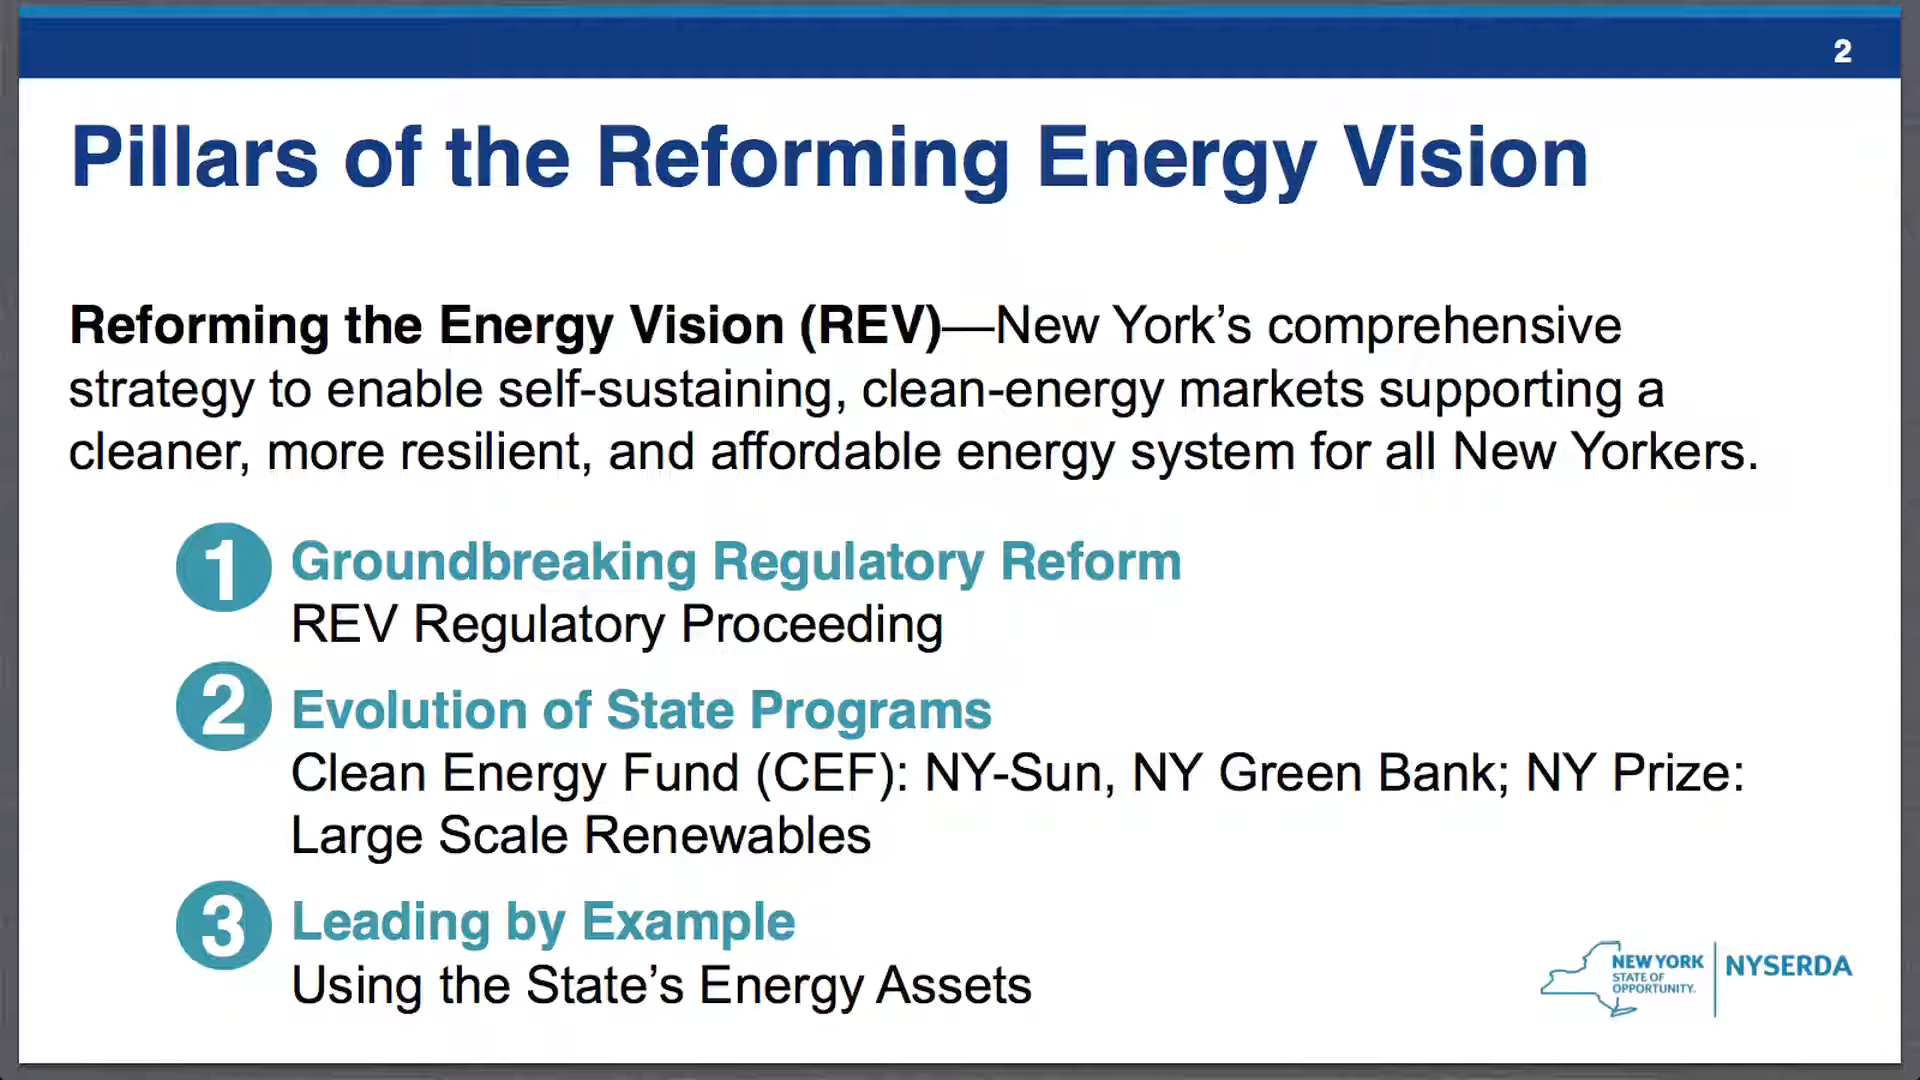 2
Pillars of the Reforming Energy Vision
Reforming the Energy Vision (REV)—New York’s comprehensive
strategy to enable self-sustaining, clean-energy markets supporting a
cleaner, more resilient, and affordable energy system for all New Yorkers.
1 Groundbreaking Regulatory Reform
REV Regulatory Proceeding
2 Evolution of State Programs
Clean Energy Fund (CEF): NY-Sun, NY Green Bank; NY Prize:
Large Scale Renewables
3 Leading by Example
Using the State’s Energy Assets
NEW YORK
STATE OF
OPPORTUNITY.
NYSERDA